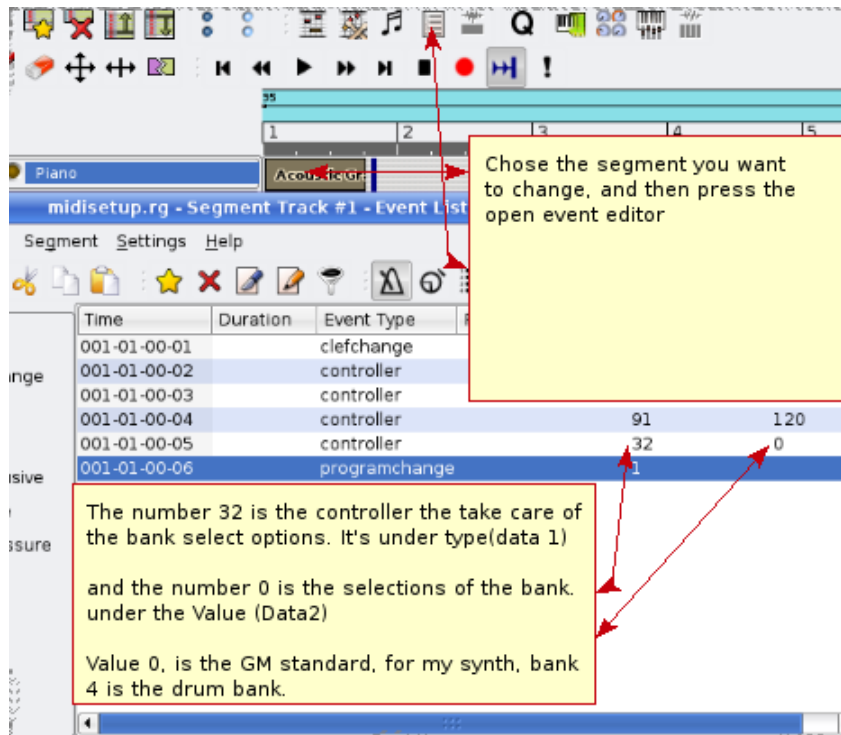 Q
!
95
1 2 3 4 5
Piano
Acoustic Gr
Chose the segment you want
to change, and then press the
open event editor
midisetup.rg - Segment Track #1 - Event List
Segment Settings Help
Time Duration Event Type
001-01-00-01 clefchange
001-01-00-02 controller
001-01-00-03 controller
001-01-00-04 controller 91 120
001-01-00-05 controller 32 0
001-01-00-06 programchange 1
The number 32 is the controller the take care of
the bank select options. It's under type(data 1)
and the number 0 is the selections of the bank.
under the Value (Data2)
Value 0, is the GM standard, for my synth, bank
4 is the drum bank.